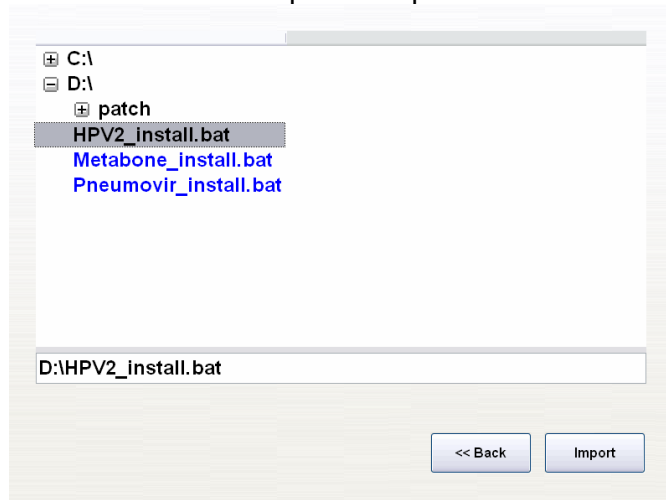 C:\
D:\
patch
HPV2_install.bat
Metabone_install.bat
Pneumovir_install.bat
D:\HPV2_install.bat
<< Back
Import